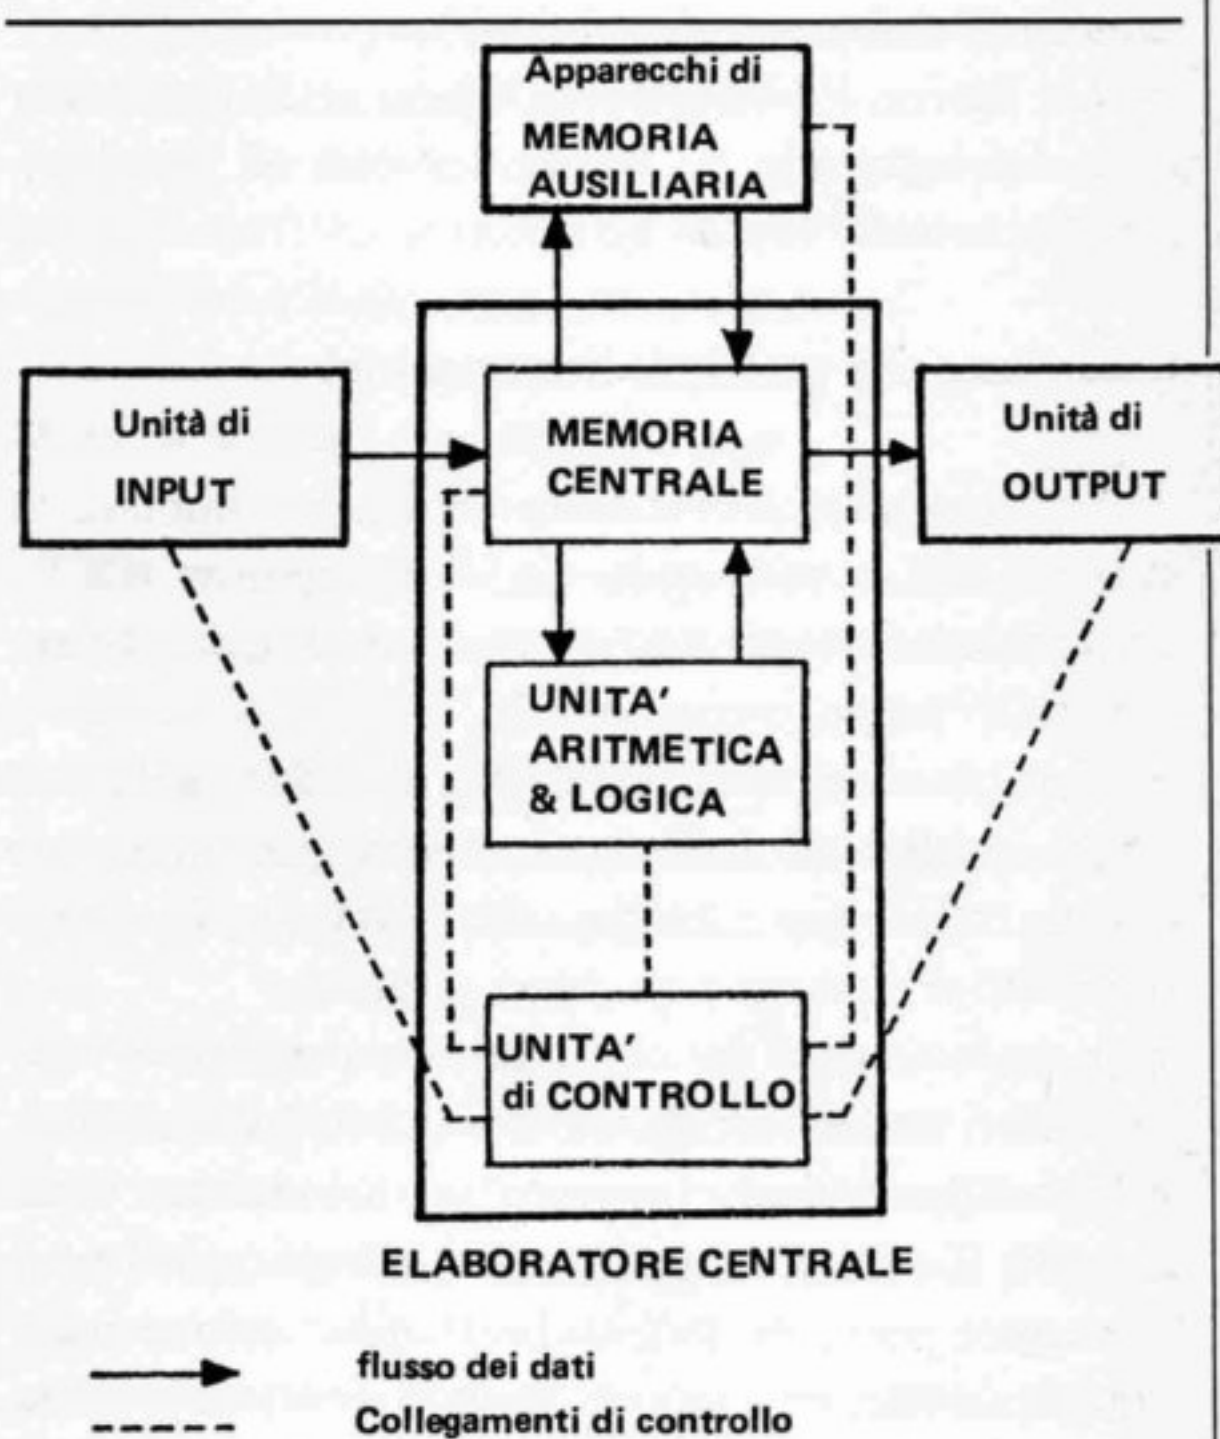 Apparecchi di
MEMORIA
AUSILIARIA
Unità di
INPUT
MEMORIA
CENTRALE
Unità di
OUTPUT
UNITA'
ARITMETICA
& LOGICA
UNITA'
di CONTROLLO
ELABORATORE CENTRALE
flusso dei dati
Collegamenti di controllo